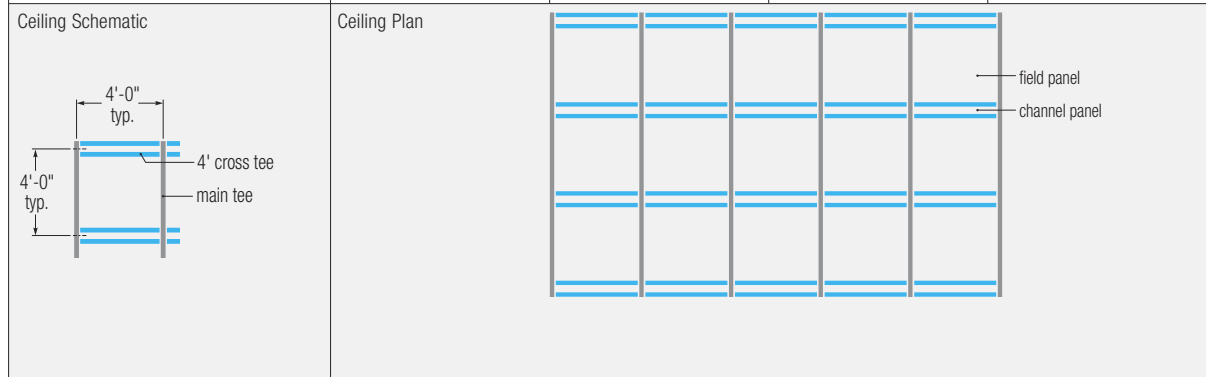 Ceiling Schematic
4'-0"
typ.
4' cross tee
4'-0"
typ.
main tee
Ceiling Plan
field panel
channel panel